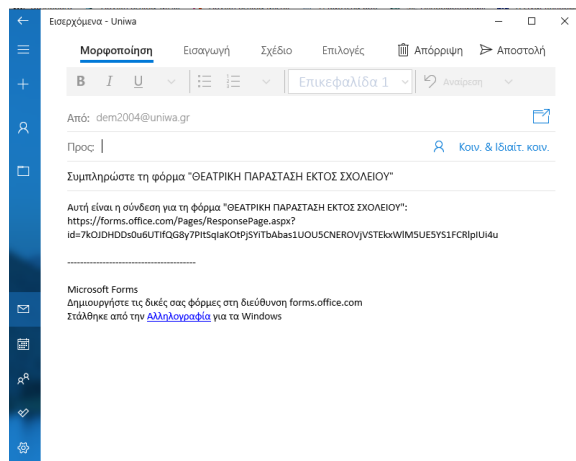 Εισερχόμενα - Uniwa
Μορφοποίηση Εισαγωγή Σχέδιο Επιλογές Απόρριψη Αποστολή
B I U Επικεφαλίδα 1 Αναίρεση
Από: dem2004@uniwa.gr
Προς: Κοιν. & Ιδιαίτ. κοιν.
Συμπληρώστε τη φόρμα "ΘΕΑΤΡΙΚΗ ΠΑΡΑΣΤΑΣΗ ΕΚΤΟΣ ΣΧΟΛΕΙΟΥ"
Αυτή είναι η σύνδεση για τη φόρμα "ΘΕΑΤΡΙΚΗ ΠΑΡΑΣΤΑΣΗ ΕΚΤΟΣ ΣΧΟΛΕΙΟΥ":
https://forms.office.com/Pages/ResponsePage.aspx?
id=7kOJDHDDs0u6UTIfQG8y7PItSqIaKOtPjSYiTbAbas1UOU5CNEROVjVSTEkxWlM5UE5YS1FCRlpIUi4u
----------------------------------------
Microsoft Forms
Δημιουργήστε τις δικές σας φόρμες στη διεύθυνση forms.office.com
Στάλθηκε από την Αλληλογραφία για τα Windows